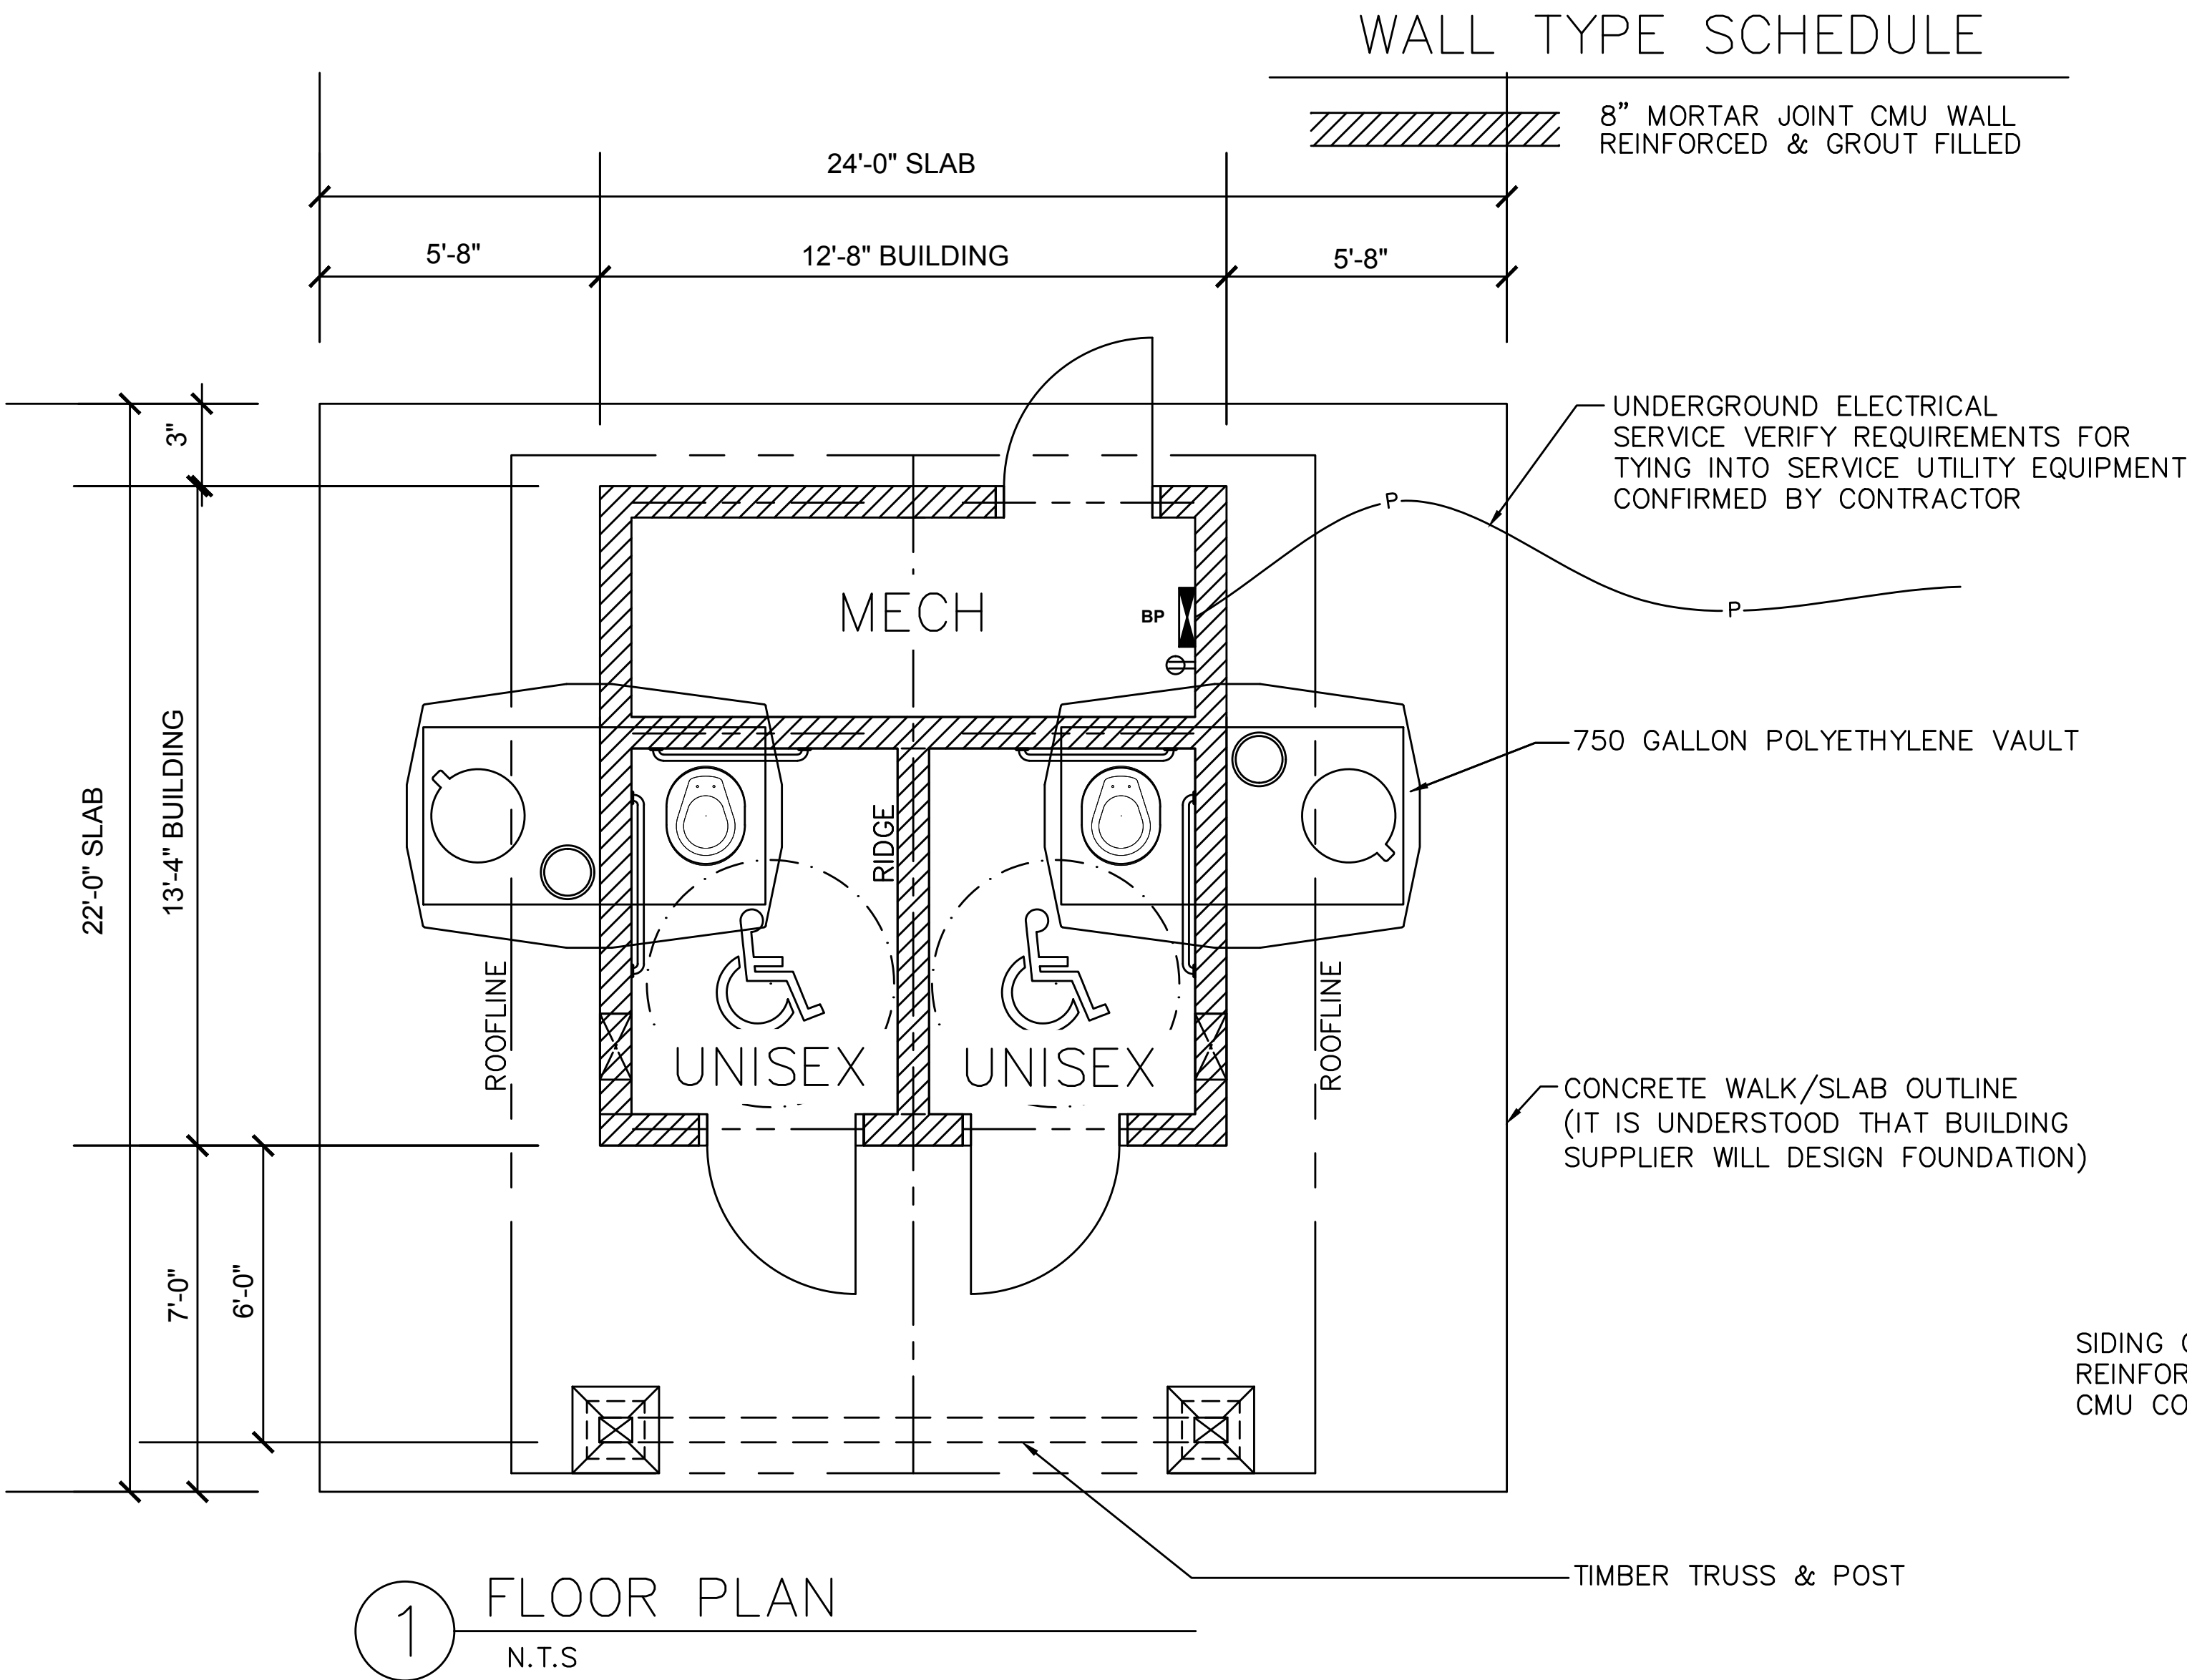 WALL TYPE SCHEDULE
8” MORTAR JOINT CMU WALL
REINFORCED & GROUT FILLED
24'-0" SLAB
5'-8"
12'-8" BUILDING
5'-8"
UNDERGROUND ELECTRICAL
SERVICE VERIFY REQUIREMENTS FOR
TYING INTO SERVICE UTILITY EQUIPMENT
CONFIRMED BY CONTRACTOR
3"
P
P
MECH
BP
750 GALLON POLYETHYLENE VAULT
22'-0" SLAB
13'-4" BUILDING
RIDGE
ROOFLINE
ROOFLINE
UNISEX
UNISEX
CONCRETE WALK/SLAB OUTLINE
(IT IS UNDERSTOOD THAT BUILDING
SUPPLIER WILL DESIGN FOUNDATION)
7'-0"
6'-0"
SIDING
REINFOR
CMU CO
TIMBER TRUSS & POST
1
FLOOR PLAN
N.T.S